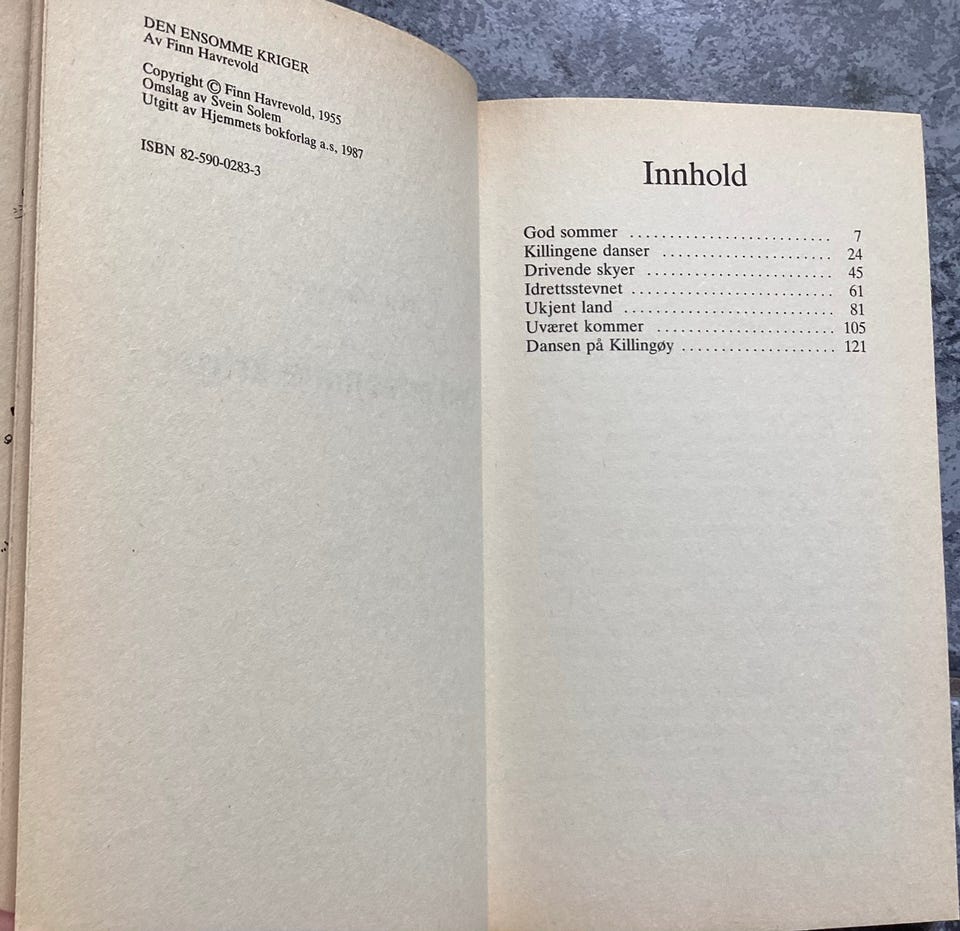 DEN ENSOMME KRIGER
Av Finn Havrevold
Copyright © Finn Havrevold, 1955
Omslag av Svein Solem
Utgitt av Hjemmets bokforlag a.s, 1987
ISBN 82-590-0283-3
Innhold
God sommer .......................... 7
Killingene danser ...................... 24
Drivende skyer ........................ 45
Idrettsstevnet .......................... 61
Ukjent land ........................... 81
Uværet kommer ....................... 105
Dansen på Killingøy .................... 121